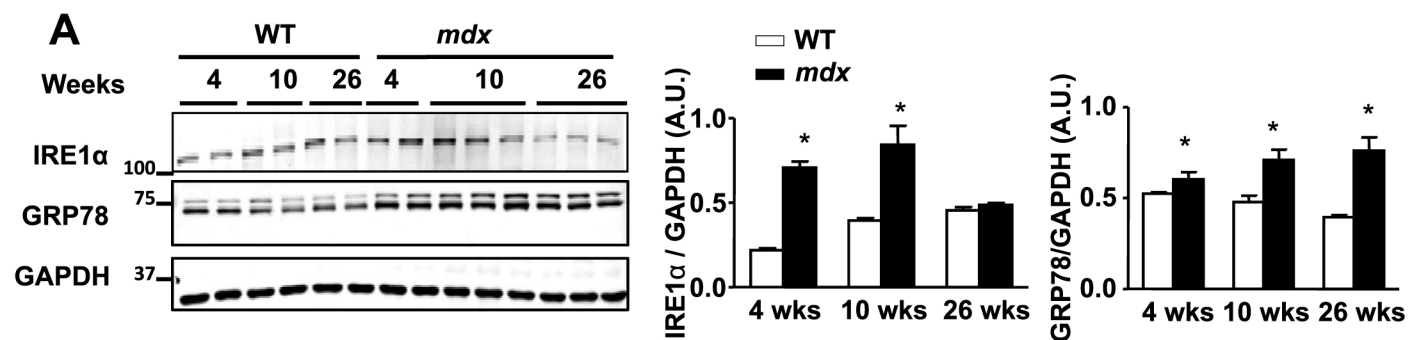 A
WT mdx
Weeks 4 10 26 4 10 26
IRE1α
100
GRP78
75
GAPDH
37
WT
mdx
IRE1α / GAPDH (A.U.)
1.0
0.5
0.0
* *
4 wks 10 wks 26 wks
GRP78/GAPDH (A.U.)
1.0
0.5
0.0
* * *
4 wks 10 wks 26 wks